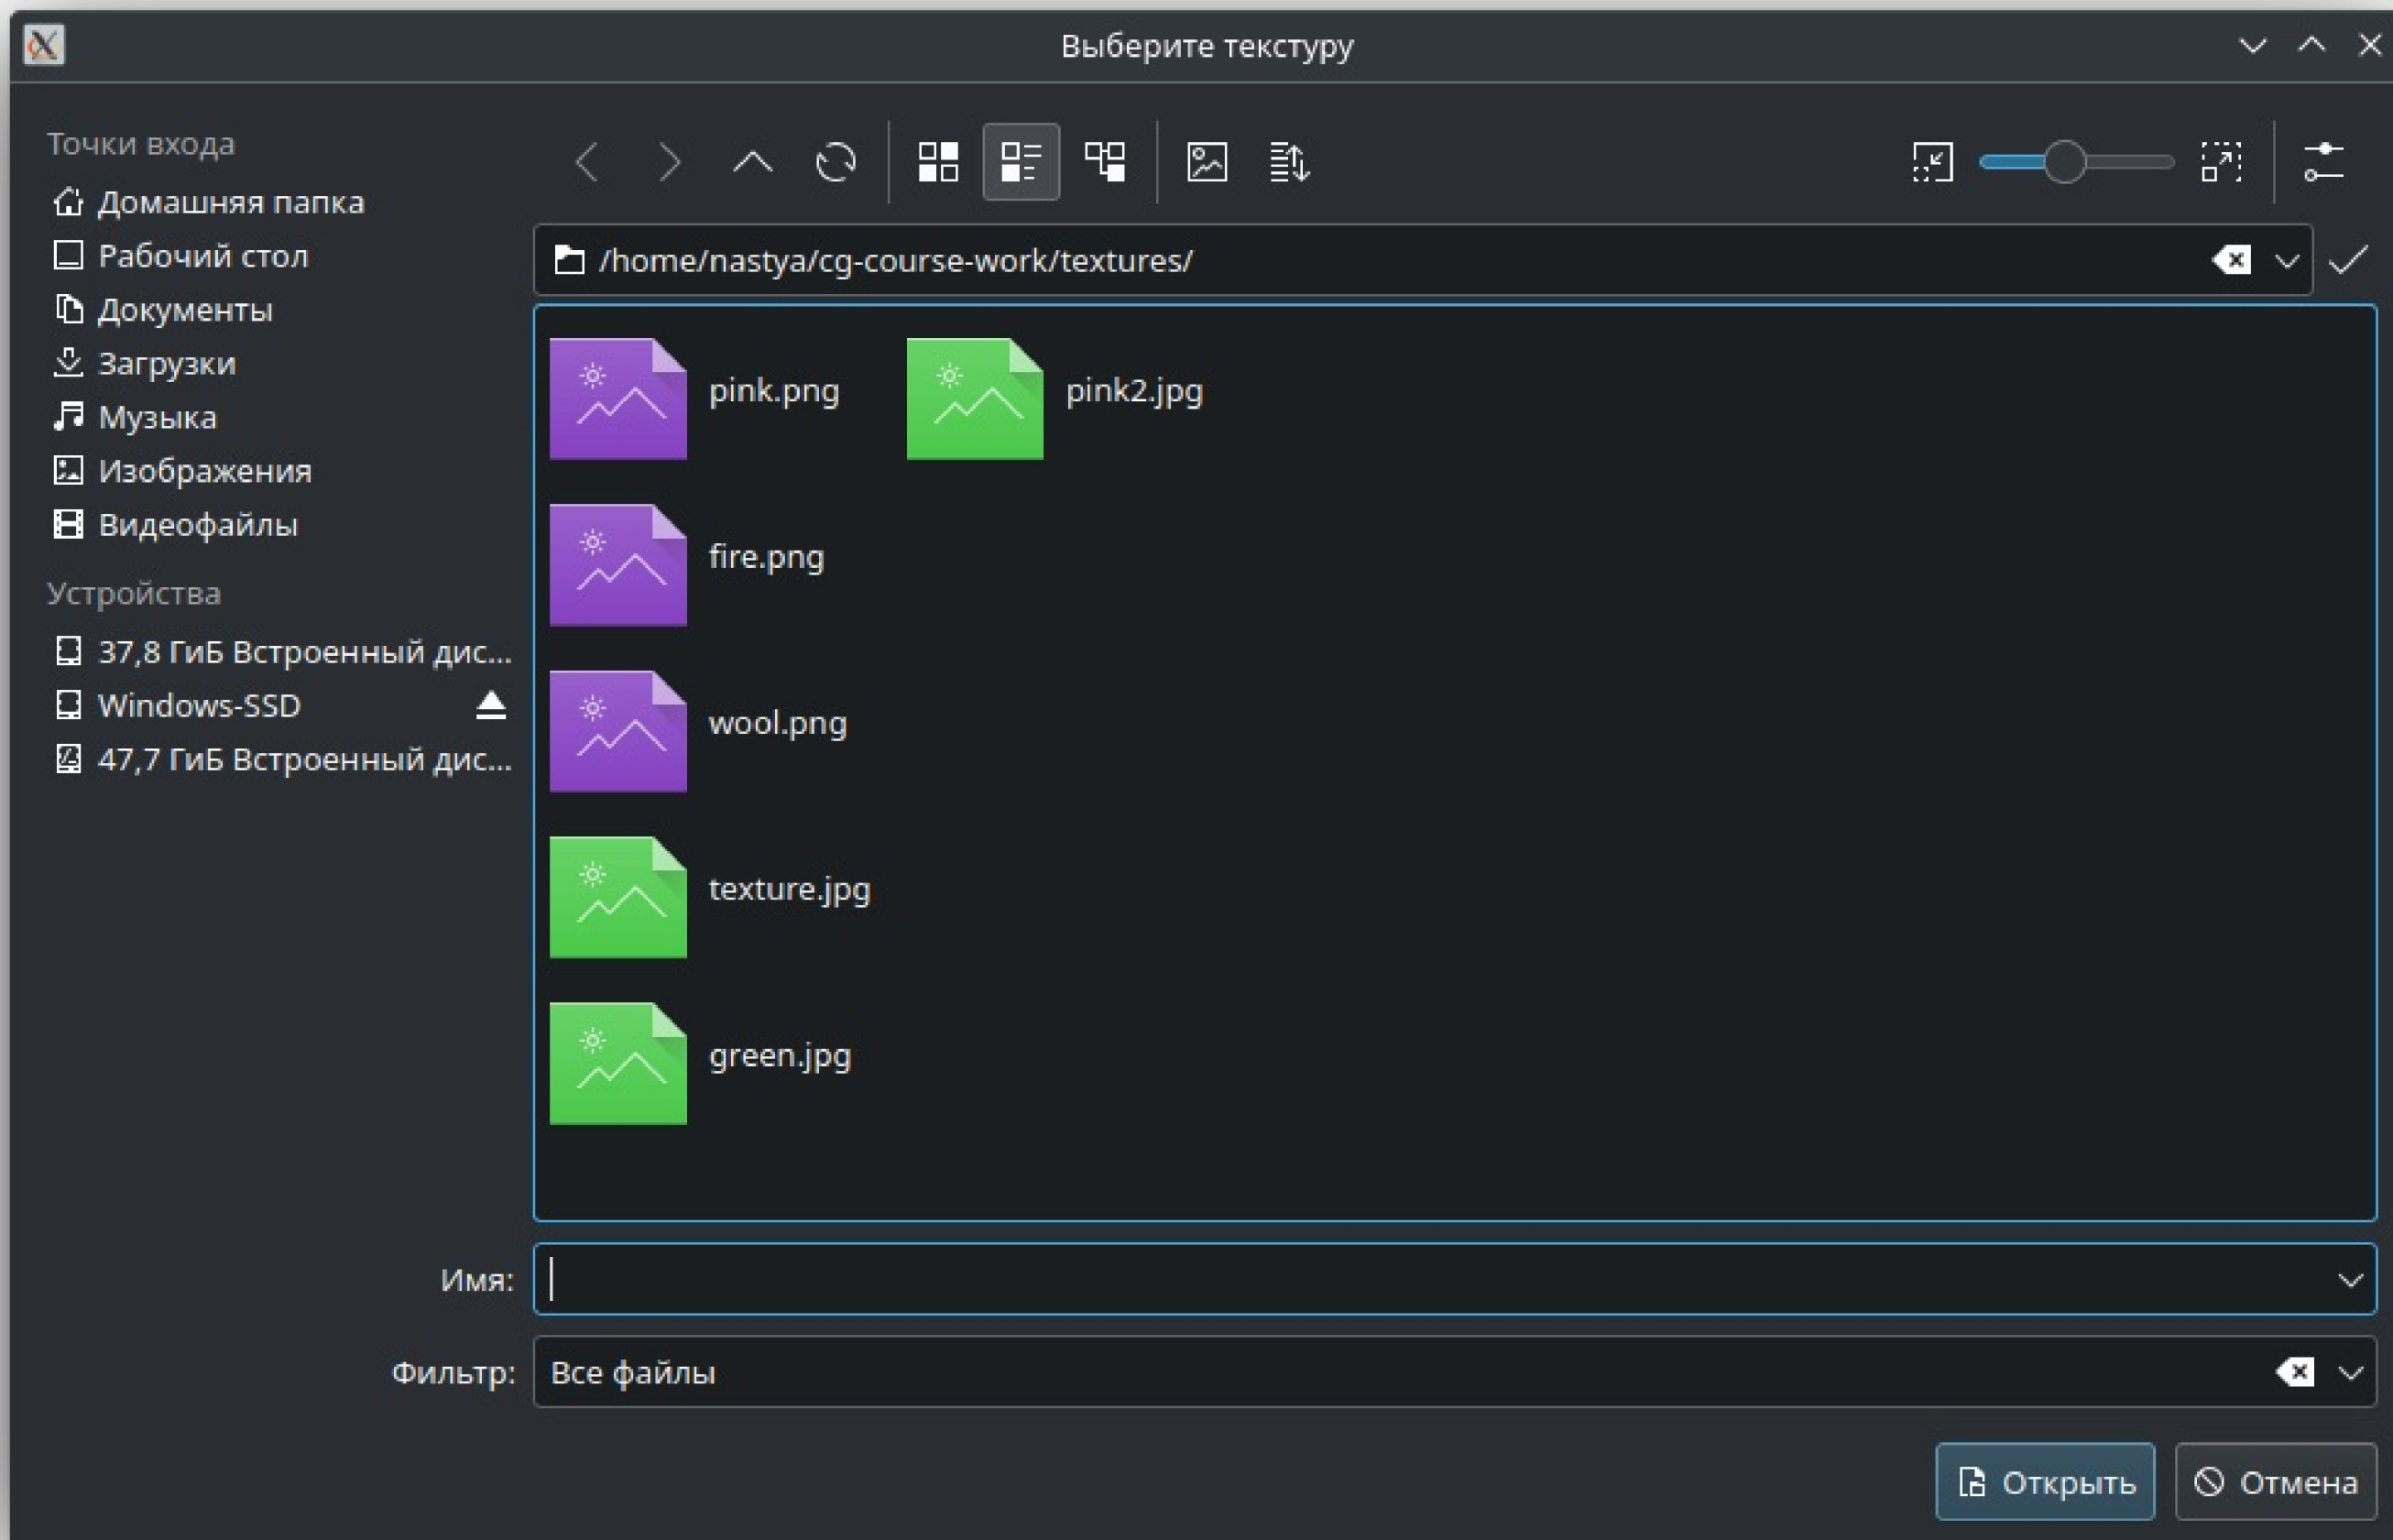 Выберите текстуру
Точки входа
Домашняя папка
Рабочий стол
Документы
Загрузки
Музыка
Изображения
Видеофайлы
Устройства
37,8 ГиБ Встроенный дис...
Windows-SSD
47,7 ГиБ Встроенный дис...
/home/nastya/cg-course-work/textures/
pink.png
pink2.jpg
fire.png
wool.png
texture.jpg
green.jpg
Имя:
Фильтр: Все файлы
Открыть
Отмена